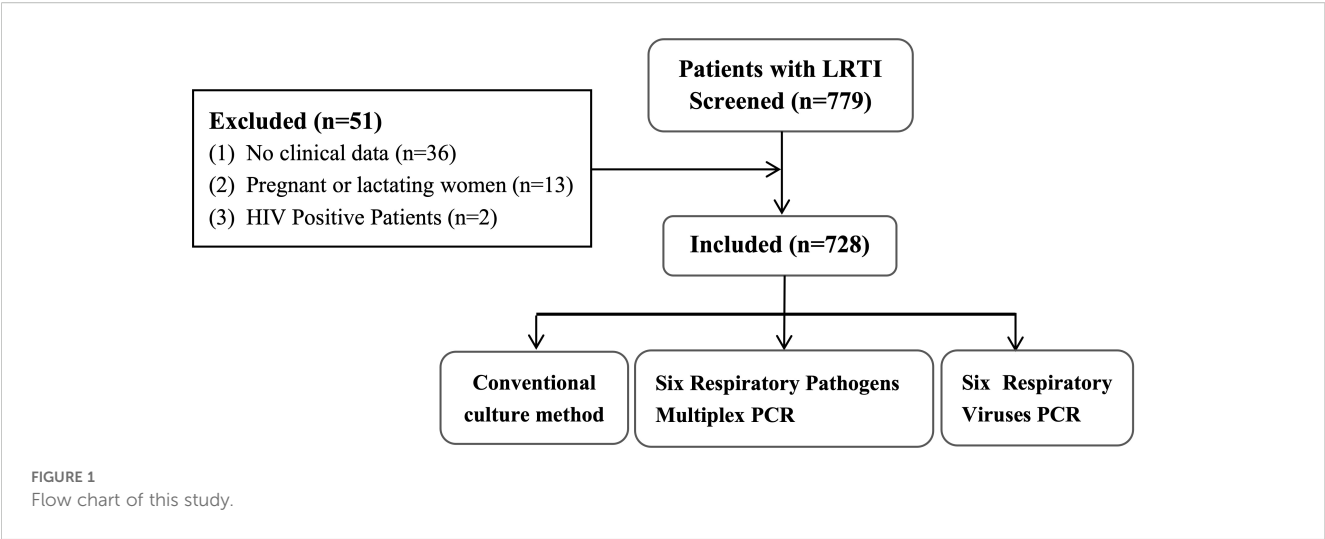 Patients with LRTI
Screened (n=779)
Excluded (n=51)
(1) No clinical data (n=36)
(2) Pregnant or lactating women (n=13)
(3) HIV Positive Patients (n=2)
Included (n=728)
Conventional
culture method
Six Respiratory Pathogens
Multiplex PCR
Six Respiratory
Viruses PCR
FIGURE 1
Flow chart of this study.